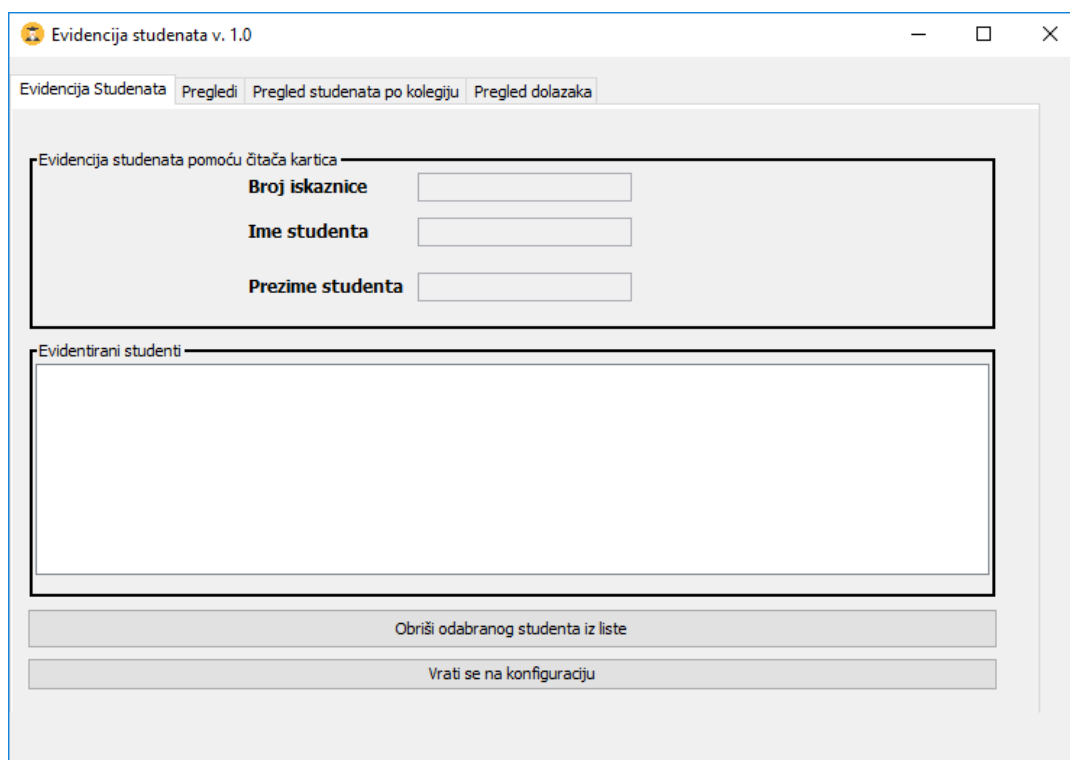 Evidencija studenata v. 1.0
Evidencija Studenata Pregledi Pregled studenata po kolegiju Pregled dolazaka
Evidencija studenata pomoću čitača kartica
Broj iskaznice
Ime studenta
Prezime studenta
Evidentirani studenti
Obriši odabranog studenta iz liste
Vrati se na konfiguraciju